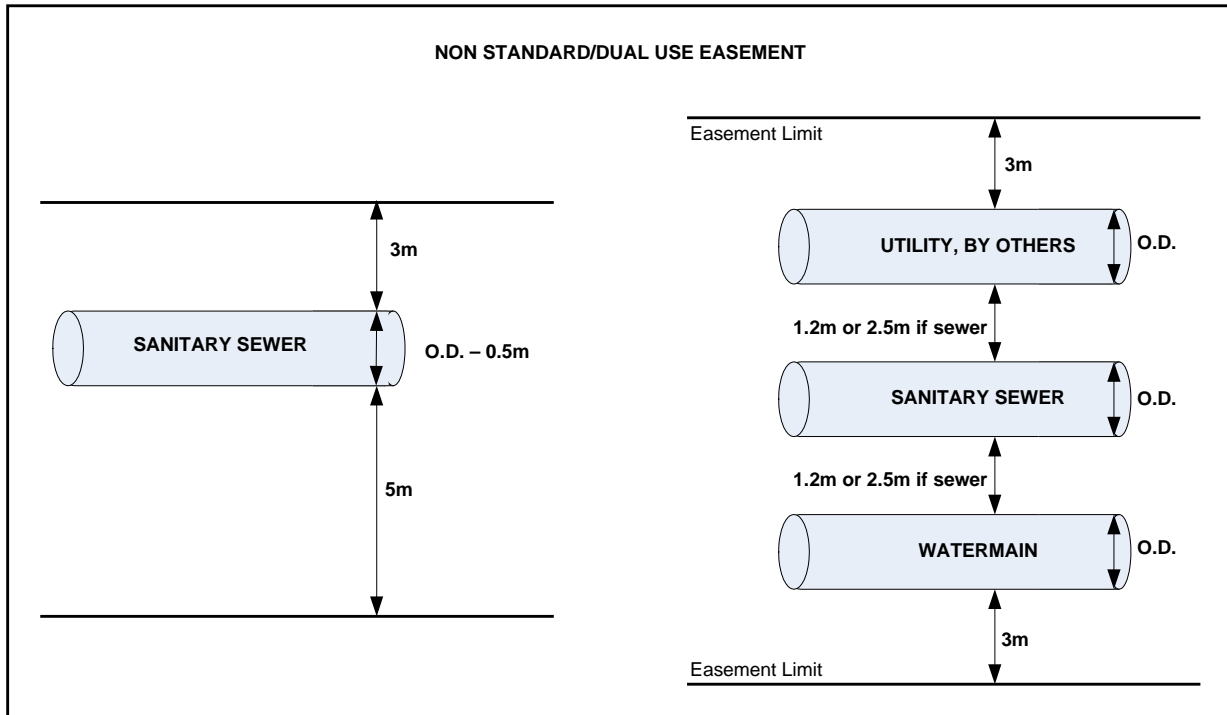 NON STANDARD/DUAL USE EASEMENT
3m
SANITARY SEWER
O.D. – 0.5m
5m
Easement Limit
3m
UTILITY, BY OTHERS
O.D.
1.2m or 2.5m if sewer
SANITARY SEWER
O.D.
1.2m or 2.5m if sewer
WATERMAIN
O.D.
3m
Easement Limit